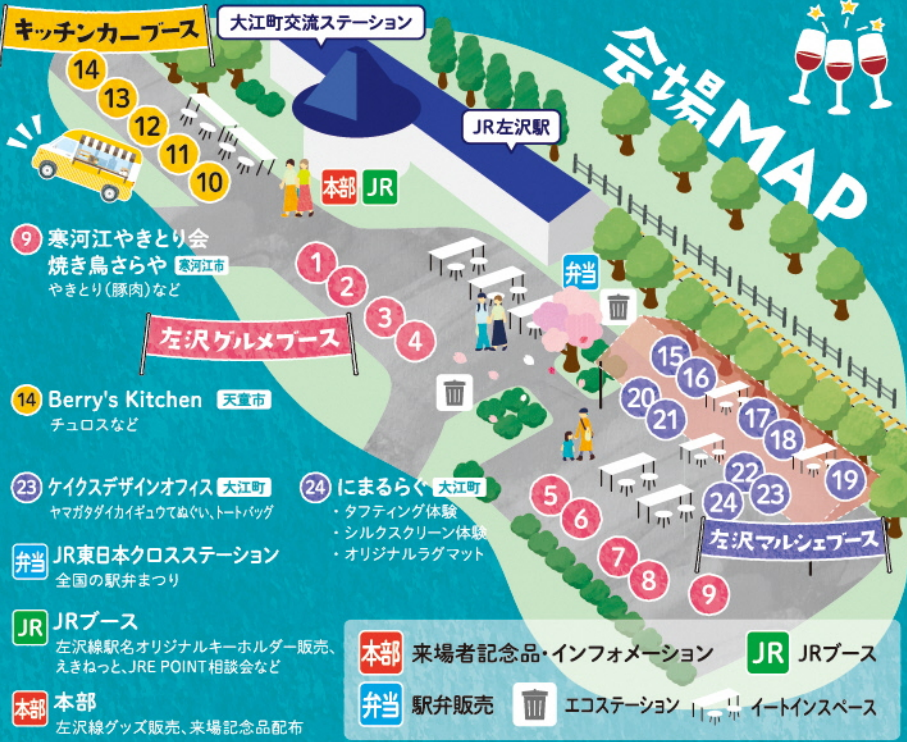 キッチンカーブース
大江町交流ステーション
会場MAP
JR左沢駅
14
13
12
11
10
本部 JR
9 寒河江やきとり会
焼き鳥さらや 寒河江市
やきとり(豚肉)など
1
2
3
4
弁当
左沢グルメブース
15
16
20
21
17
18
19
22
23
24
14 Berry's Kitchen 天童市
チュロスなど
23 ケイクスデザインオフィス 大江町
ヤマガタダイカイギュウてぬぐい、トートバッグ
24 にまるらぐ 大江町
・タフティング体験
・シルクスクリーン体験
・オリジナルラグマット
5
6
7
8
9
左沢マルシェブース
弁当 JR東日本クロスステーション
全国の駅弁まつり
JR JRブース
左沢線駅名オリジナルキーホルダー販売、
えきねっと、JRE POINT相談会など
本部 本部
左沢線グッズ販売、来場記念品配布
本部 来場者記念品・インフォメーション
JR JRブース
弁当 駅弁販売
エコステーション
イートインスペース